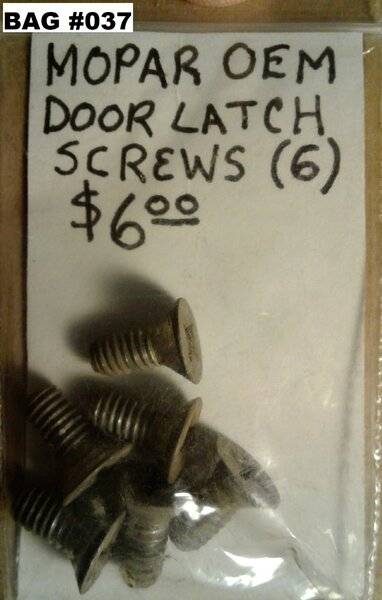 BAG #037
MOPAR OEM
DOOR LATCH
SCREWS (6)
$6.00